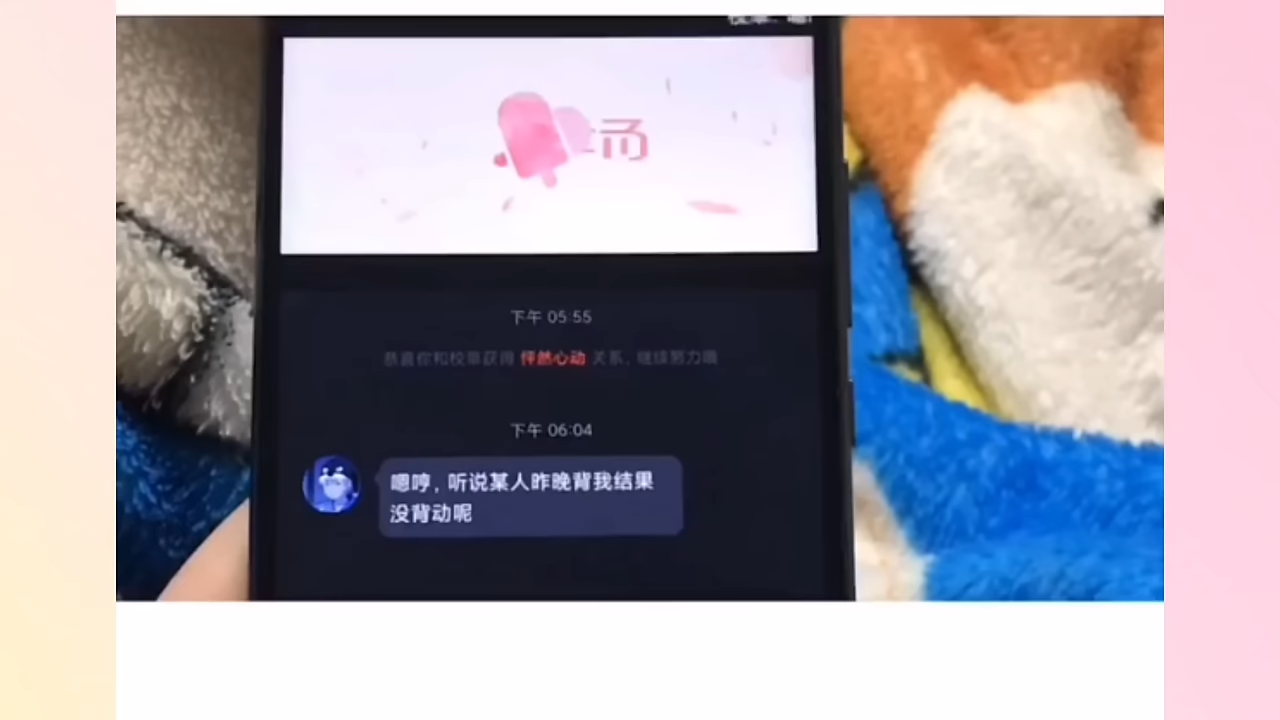 场
下午 05:55
恭喜你和校草获得 怦然心动 关系，继续努力哦
下午 06:04
嗯哼，听说某人昨晚背我结果
没背动呢